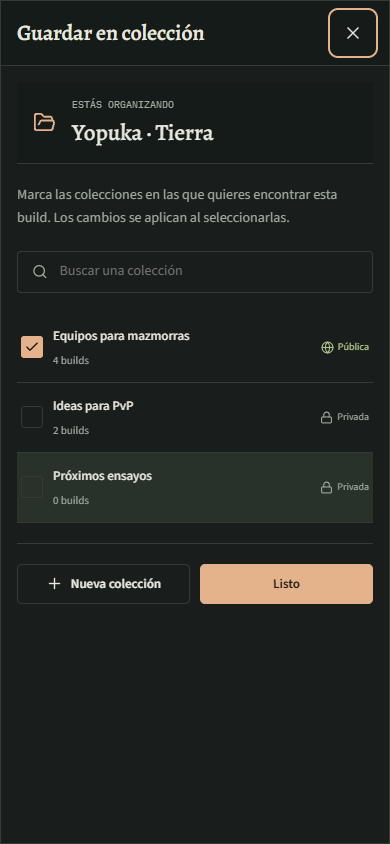 Guardar en colección
ESTÁS ORGANIZANDO
Yopuka · Tierra
Marca las colecciones en las que quieres encontrar esta
build. Los cambios se aplican al seleccionarlas.
Buscar una colección
Equipos para mazmorras
4 builds
Pública
Ideas para PvP
2 builds
Privada
Próximos ensayos
0 builds
Privada
Nueva colección
Listo